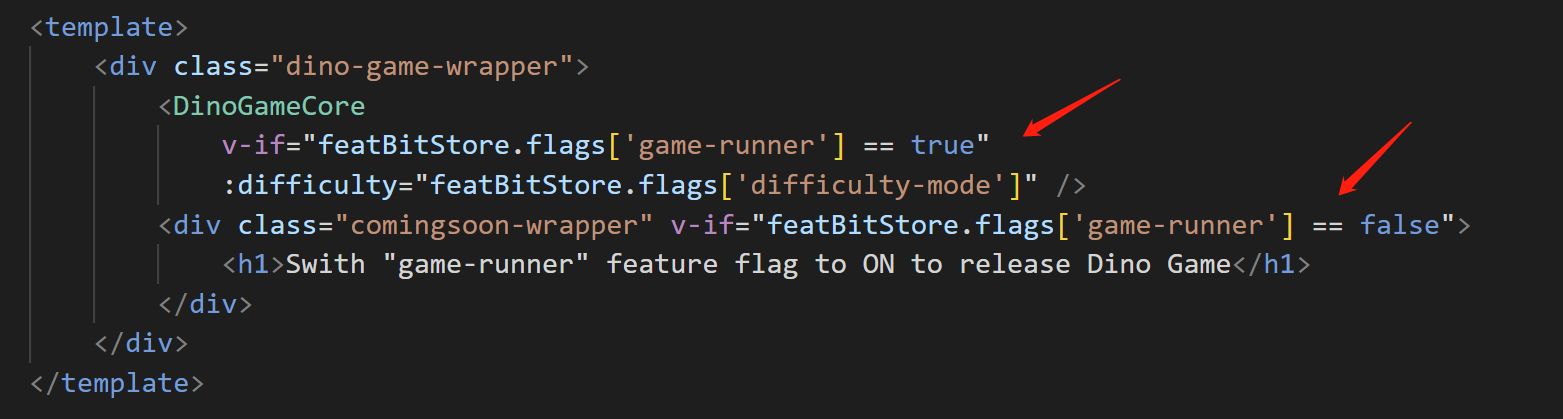 <template>
<div class="dino-game-wrapper">
<DinoGameCore
v-if="featBitStore.flags['game-runner'] == true"
:difficulty="featBitStore.flags['difficulty-mode']" />
<div class="comingsoon-wrapper" v-if="featBitStore.flags['game-runner'] == false">
<h1>Swith "game-runner" feature flag to ON to release Dino Game</h1>
</div>
</div>
</template>